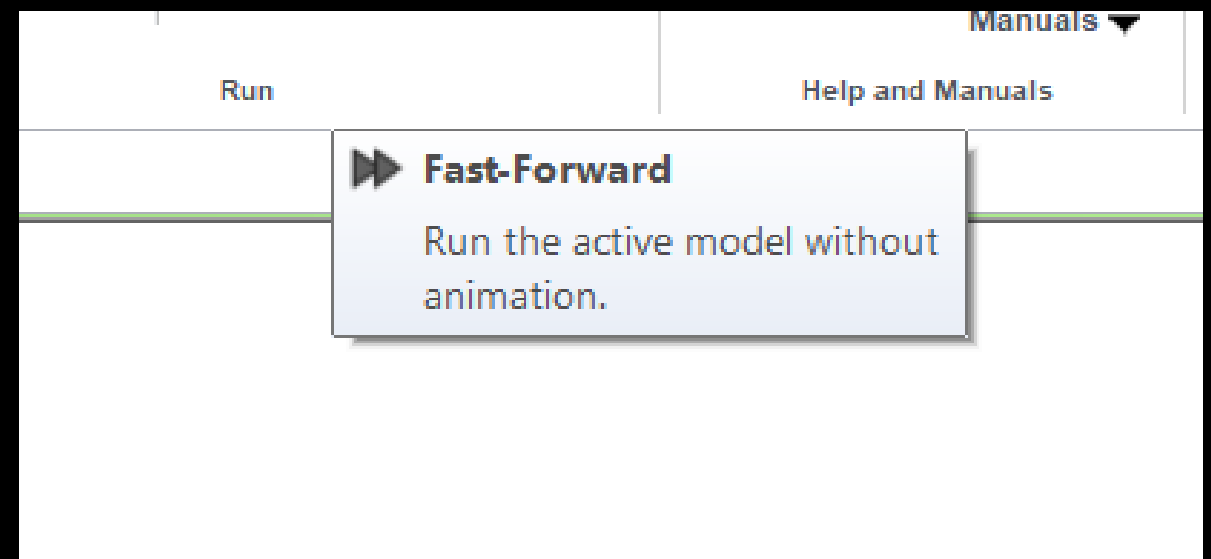 Manuals
Run
Help and Manuals
Fast-Forward
Run the active model without
animation.